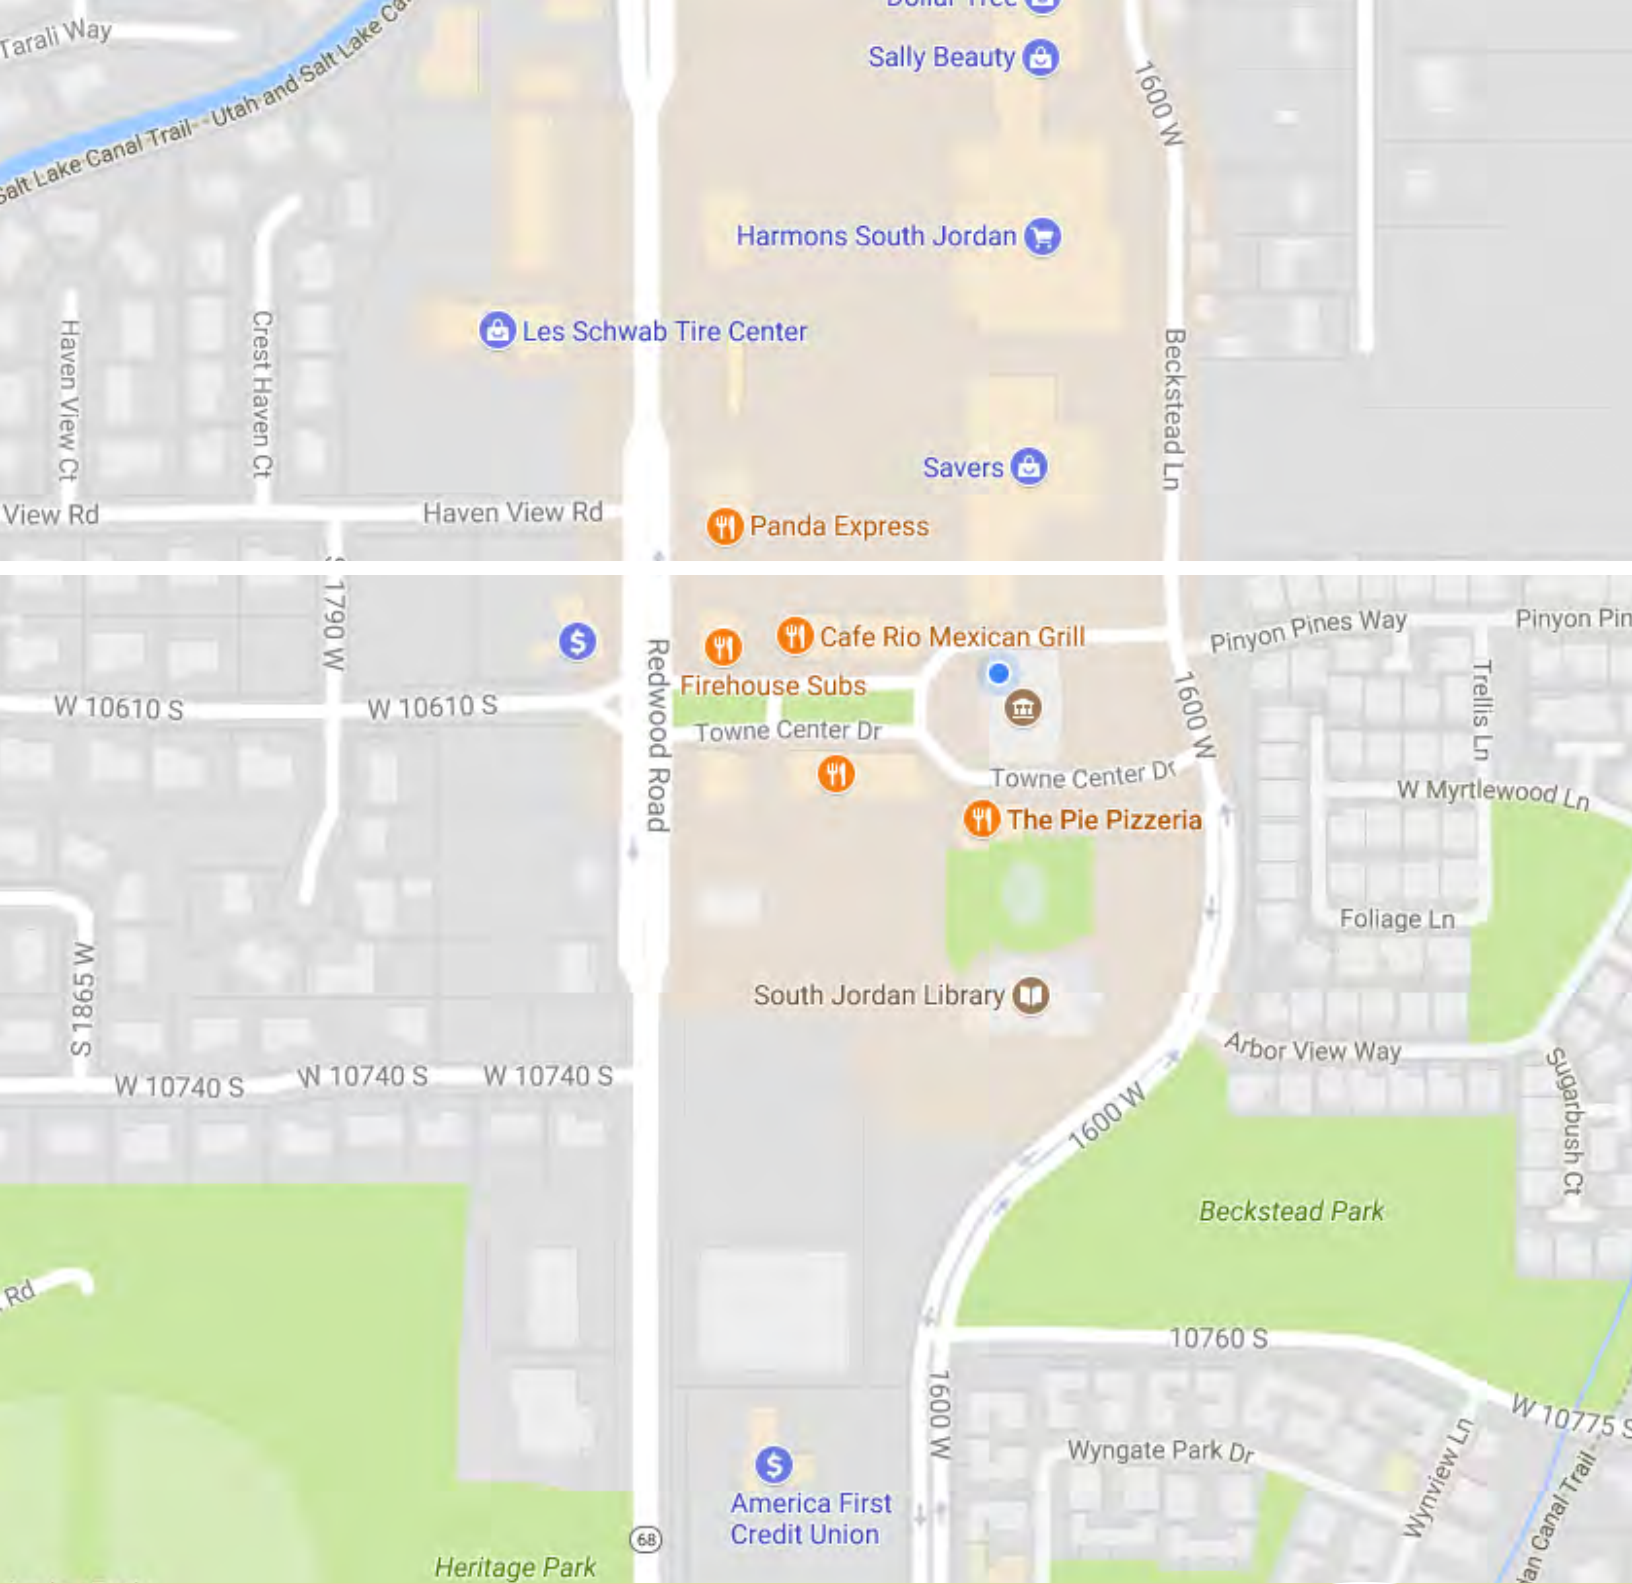 Dollar Tree
Tarali Way
Salt Lake Canal Trail - Utah and Salt Lake Ca
Sally Beauty
1600 W
Harmons South Jordan
Les Schwab Tire Center
Haven View Ct
Crest Haven Ct
Beckstead Ln
Savers
View Rd
Haven View Rd
Panda Express
S 1790 W
Cafe Rio Mexican Grill
Pinyon Pines Way
Pinyon Pin
Firehouse Subs
Redwood Road
W 10610 S
W 10610 S
Towne Center Dr
1600 W
Trellis Ln
Towne Center Dr
W Myrtlewood Ln
The Pie Pizzeria
Foliage Ln
S 1865 W
South Jordan Library
Arbor View Way
W 10740 S
W 10740 S
W 10740 S
1600 W
Sugarbush Ct
Beckstead Park
Rd
10760 S
1600 W
W 10775 S
Wyngate Park Dr
Wynview Ln
dan Canal Trail -
America First
Credit Union
68
Heritage Park